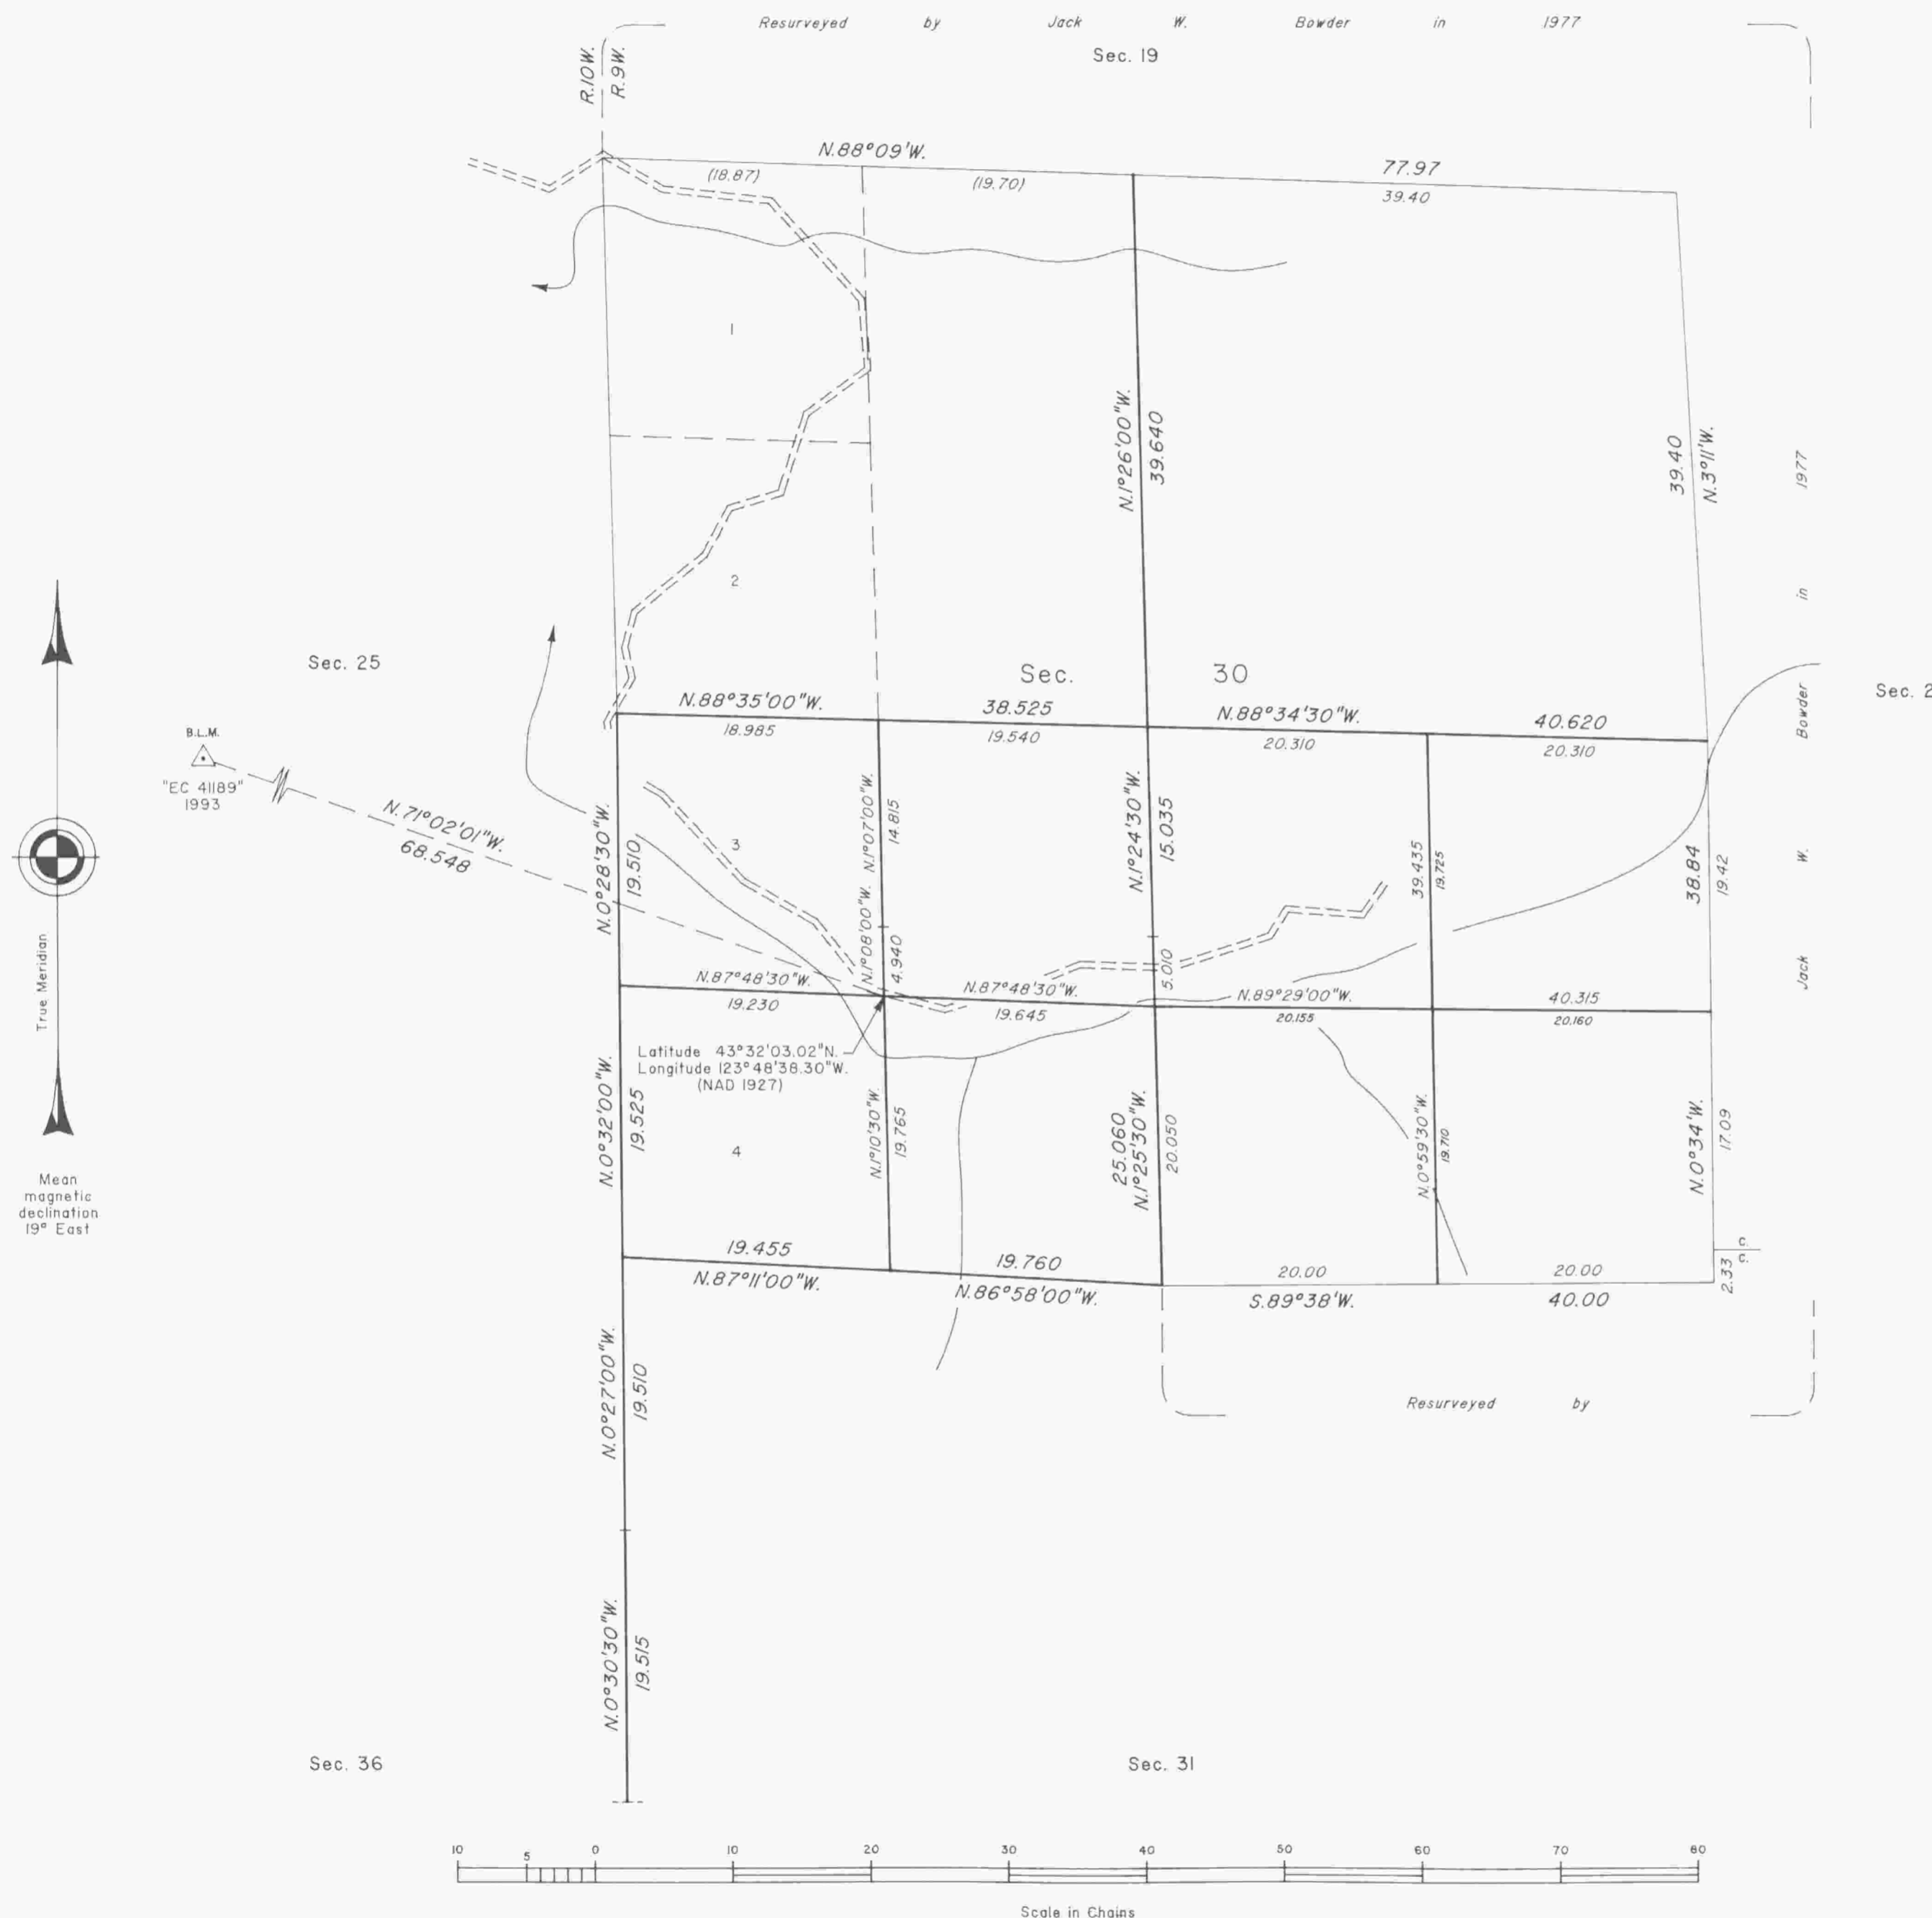 Resurveyed by Jack W. Bowder in 1977
Sec. 19
R.10W.
R.9W.
N.88°09'W.
77.97
(18.87)
(19.70)
39.40
1
N.1°26'00"W.
39.640
39.40
N.3°11'W.
Jack W. Bowder in 1977
2
Sec. 25
Sec. 30
Sec. 2
N.88°35'00"W.
38.525
N.88°34'30"W.
40.620
18.985
19.540
20.310
20.310
B.L.M.
"EC 41189"
1993
N.71°02'01"W.
68.548
N.0°28'30"W.
19.510
3
N.1°07'00"W.
14.815
N.1°08'00"W.
4.940
N.1°24'30"W.
15.035
5.010
39.435
19.725
38.84
19.42
N.87°48'30"W.
19.230
N.87°48'30"W.
19.645
N.89°29'00"W.
20.155
40.315
20.160
True Meridian
Latitude 43°32'03.02"N.
Longitude 123°48'38.30"W.
(NAD 1927)
N.0°32'00"W.
19.525
4
N.1°10'30"W.
19.765
25.060
N.1°25'30"W.
20.050
N.0°59'30"W.
19.710
N.0°34'W.
17.09
Mean
magnetic
declination
19° East
19.455
N.87°11'00"W.
19.760
N.86°58'00"W.
20.00
S.89°38'W.
20.00
40.00
C.
C.
2.33
N.0°27'00"W.
19.510
Resurveyed by
N.0°30'30"W.
19.515
Sec. 36
Sec. 31
10 5 0 10 20 30 40 50 60 70 80
Scale in Chains